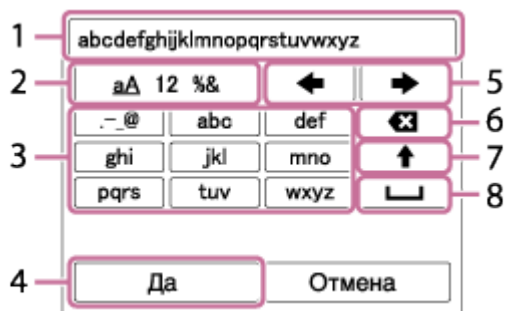 1 abcdefghijklmnopqrstuvwxyz
2 aA 12 %& 5
.-_@ abc def 6
3 ghi jkl mno 7
pqrs tuv wxyz 8
4 Да Отмена